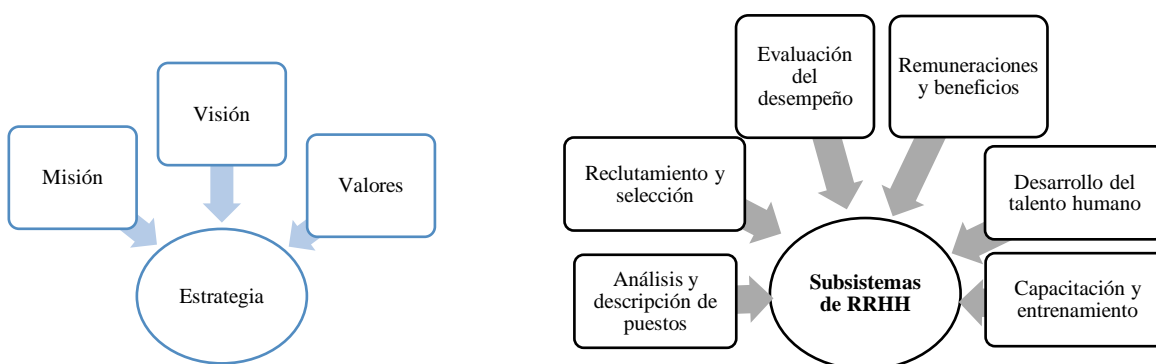 Misión
Visión
Valores
Estrategia
Análisis y
descripción de
puestos
Reclutamiento y
selección
Evaluación
del
desempeño
Remuneraciones
y beneficios
Desarrollo del
talento humano
Capacitación y
entrenamiento
Subsistemas
de RRHH